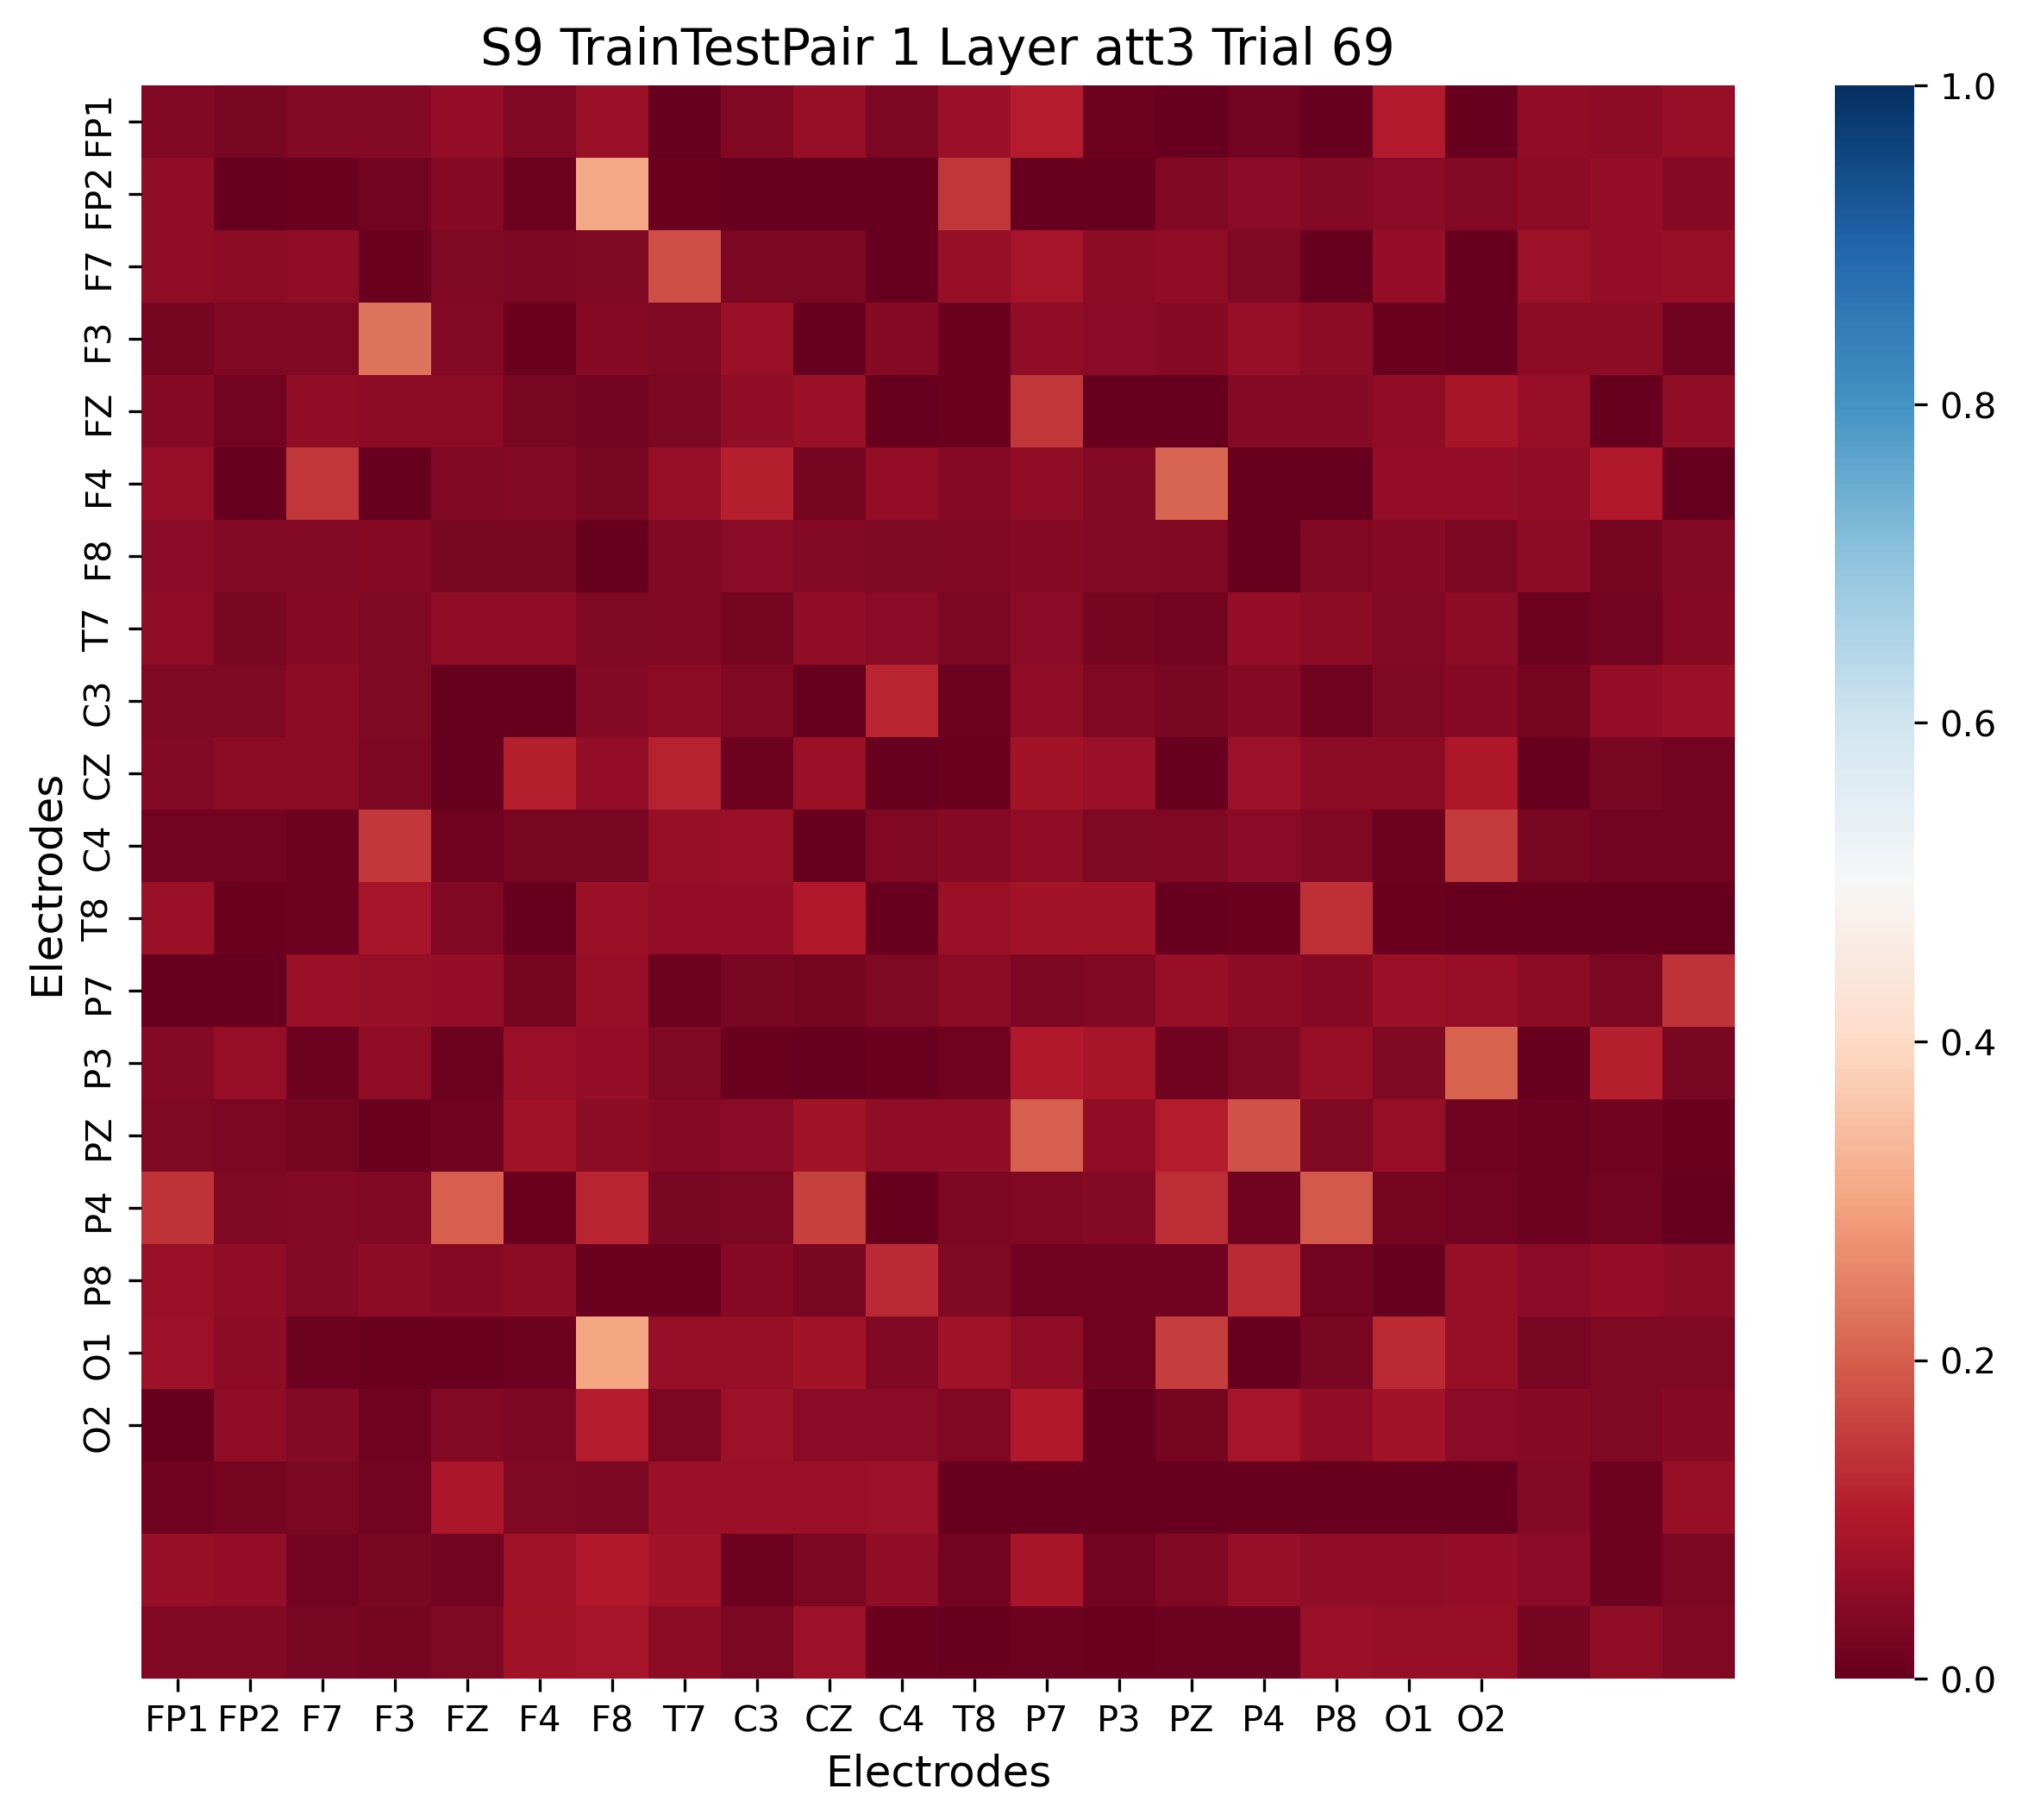 S9 TrainTestPair 1 Layer att3 Trial 69
Electrodes
FP1
FP2
F7
F3
FZ
F4
F8
T7
C3
CZ
C4
T8
P7
P3
PZ
P4
P8
O1
O2
FP1 FP2 F7 F3 FZ F4 F8 T7 C3 CZ C4 T8 P7 P3 PZ P4 P8 O1 O2
Electrodes
1.0
0.8
0.6
0.4
0.2
0.0